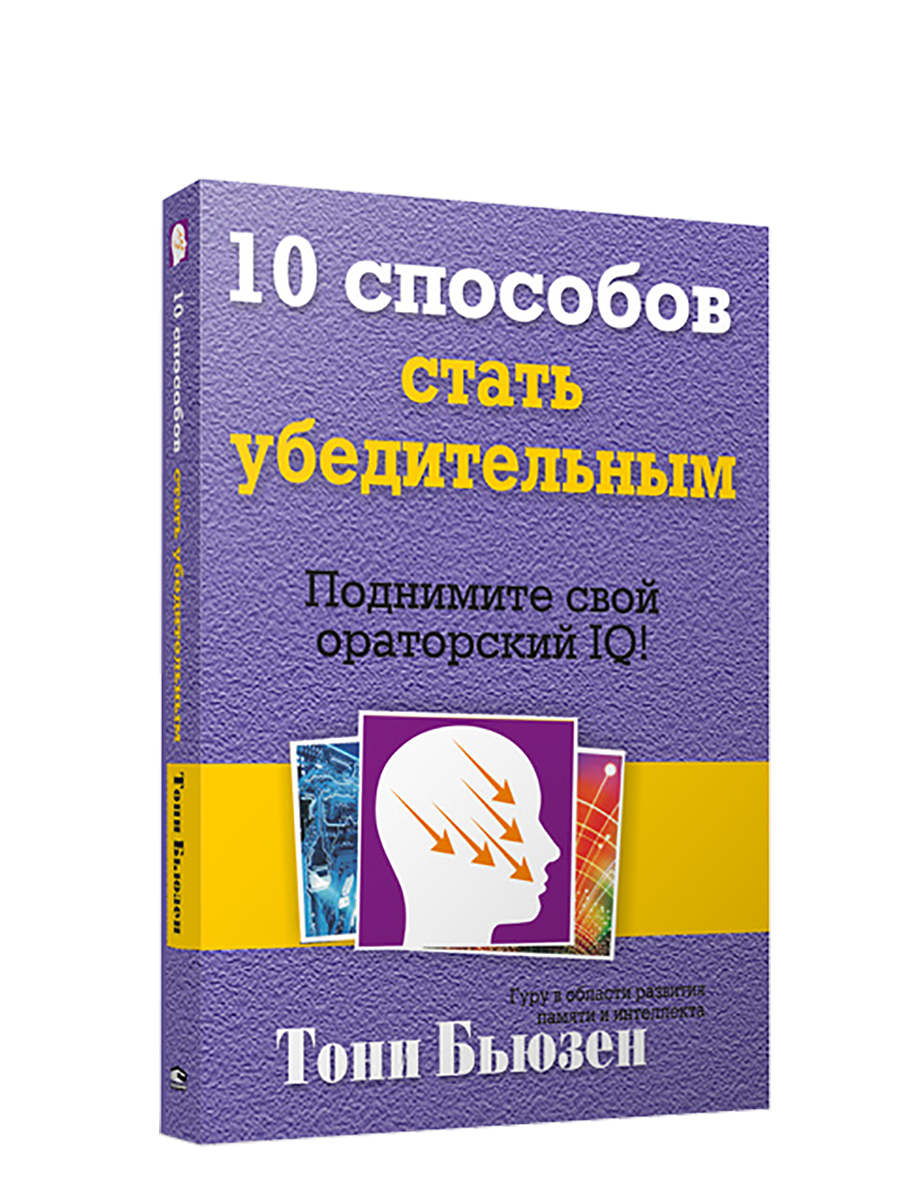 10 способов
стать
убедительным
Поднимите свой
ораторский IQ!
Гуру в области развития
памяти и интеллекта
Тони Бьюзен
10 способов стать убедительным Тони Бьюзен